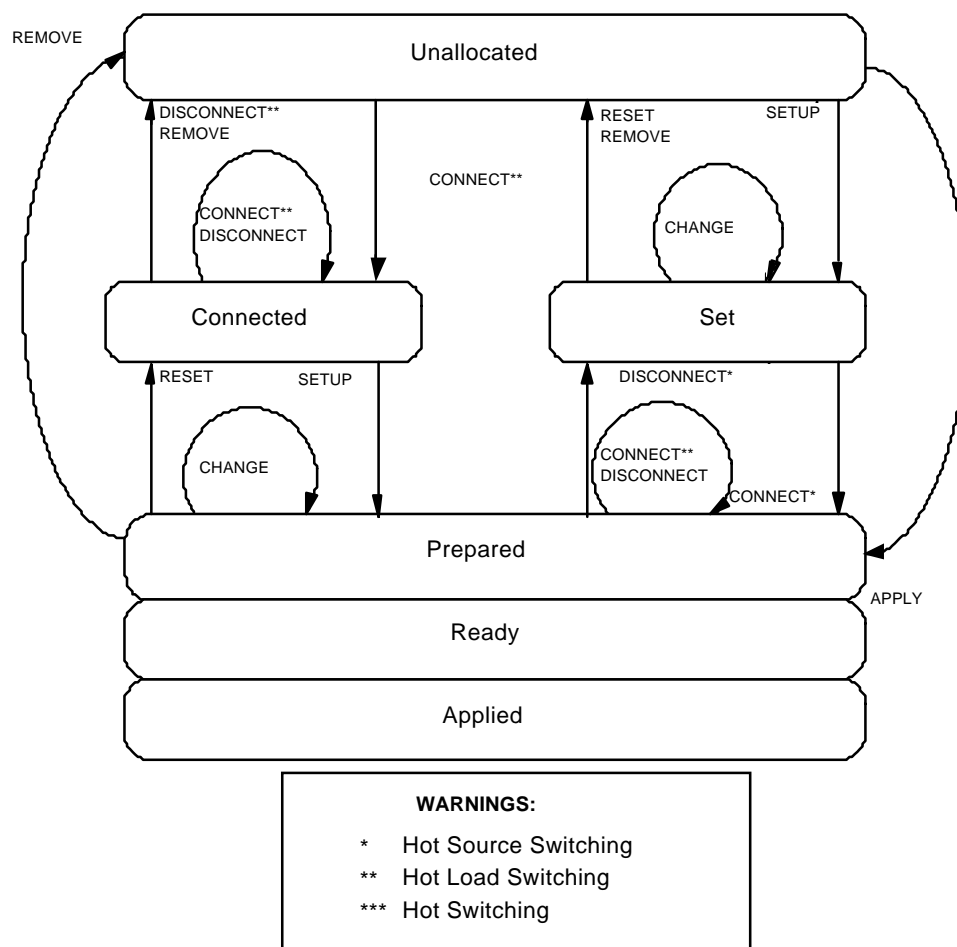 REMOVE
Unallocated
DISCONNECT**
REMOVE
RESET
REMOVE
SETUP
CONNECT**
CONNECT**
DISCONNECT
CHANGE
Connected
Set
RESET
SETUP
DISCONNECT*
CHANGE
CONNECT**
DISCONNECT
CONNECT*
Prepared
APPLY
Ready
Applied
WARNINGS:
* Hot Source Switching
** Hot Load Switching
*** Hot Switching